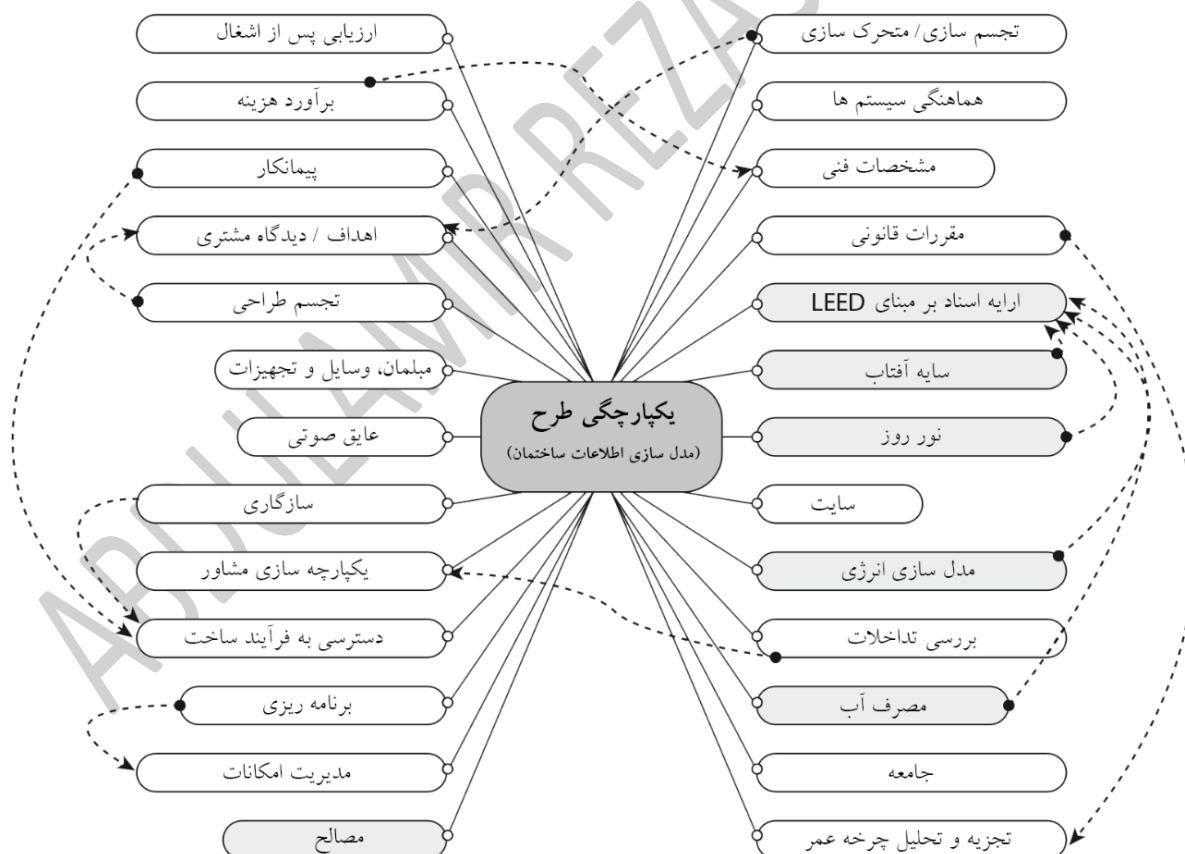 تجسم سازی/ متحرک سازی
هماهنگی سیستم ها
مشخصات فنی
مقررات قانونی
ارایه اسناد بر مبنای LEED
سایه آفتاب
نور روز
سایت
مدل سازی انرژی
بررسی تداخلات
مصرف آب
جامعه
تجزیه و تحلیل چرخه عمر
یکپارچگی طرح
(مدل سازی اطلاعات ساختمان)
ارزیابی پس از اشغال
برآورد هزینه
پیمانکار
اهداف / دیدگاه مشتری
تجسم طراحی
مبلمان، وسایل و تجهیزات
عایق صوتی
سازگاری
یکپارچه سازی مشاور
دسترسی به فرآیند ساخت
برنامه ریزی
مدیریت امکانات
مصالح
ABDULAMIR REZA